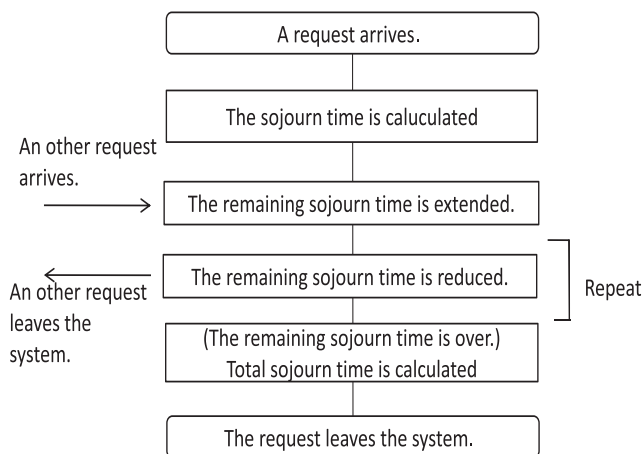 A request arrives.
The sojourn time is caluculated
An other request
arrives.
The remaining sojourn time is extended.
The remaining sojourn time is reduced.
An other request
leaves the
system.
Repeat
(The remaining sojourn time is over.)
Total sojourn time is calculated
The request leaves the system.